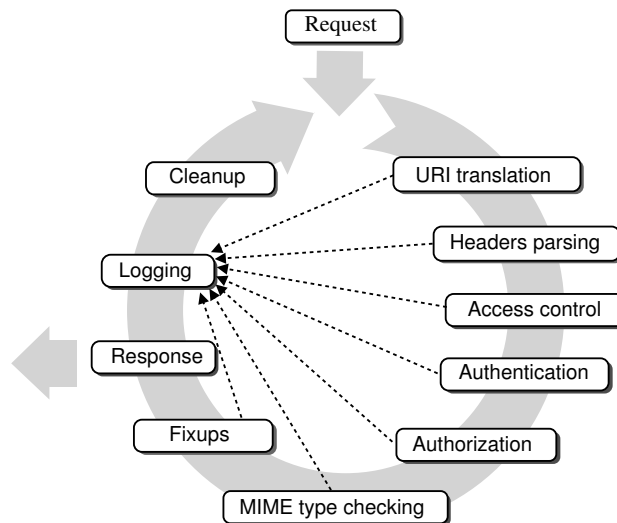 Request
Cleanup
URI translation
Headers parsing
Logging
Access control
Response
Authentication
Fixups
Authorization
MIME type checking